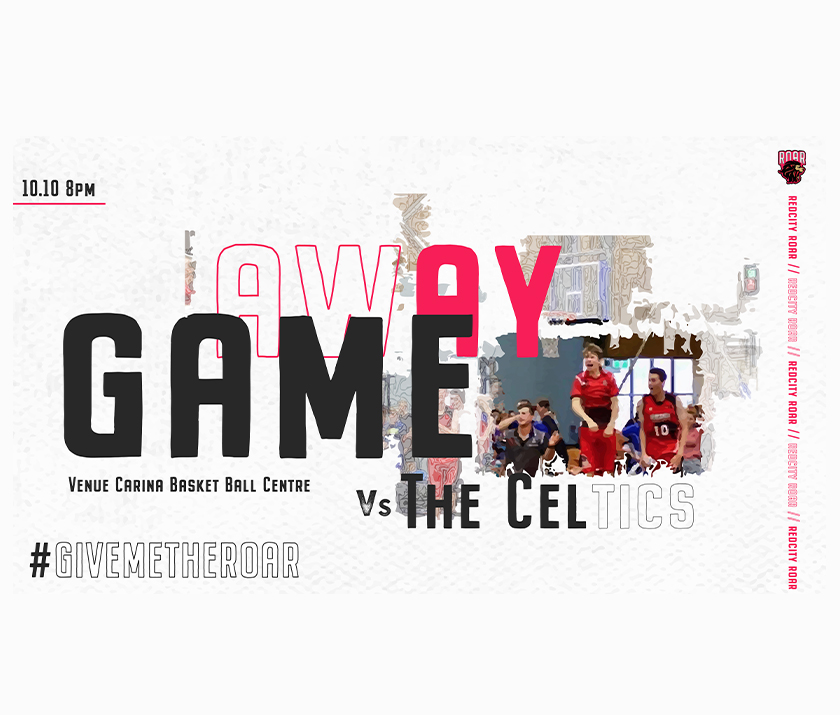 10.10 8PM
ROAR
AWAY
GAME
VENUE CARINA BASKET BALL CENTRE
VS THE CELTICS
#GIVEMETHEROAR
REDCITY ROAR // REDCITY ROAR // REDCITY ROAR // REDCITY ROAR // REDCITY ROAR
10